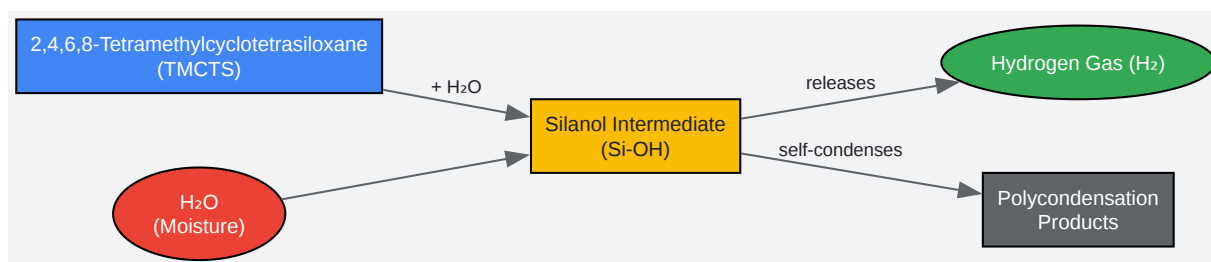 2,4,6,8-Tetramethylcyclotetrasiloxane
(TMCTS)
+ H₂O
H₂O
(Moisture)
Silanol Intermediate
(Si-OH)
releases
Hydrogen Gas (H₂)
self-condenses
Polycondensation
Products